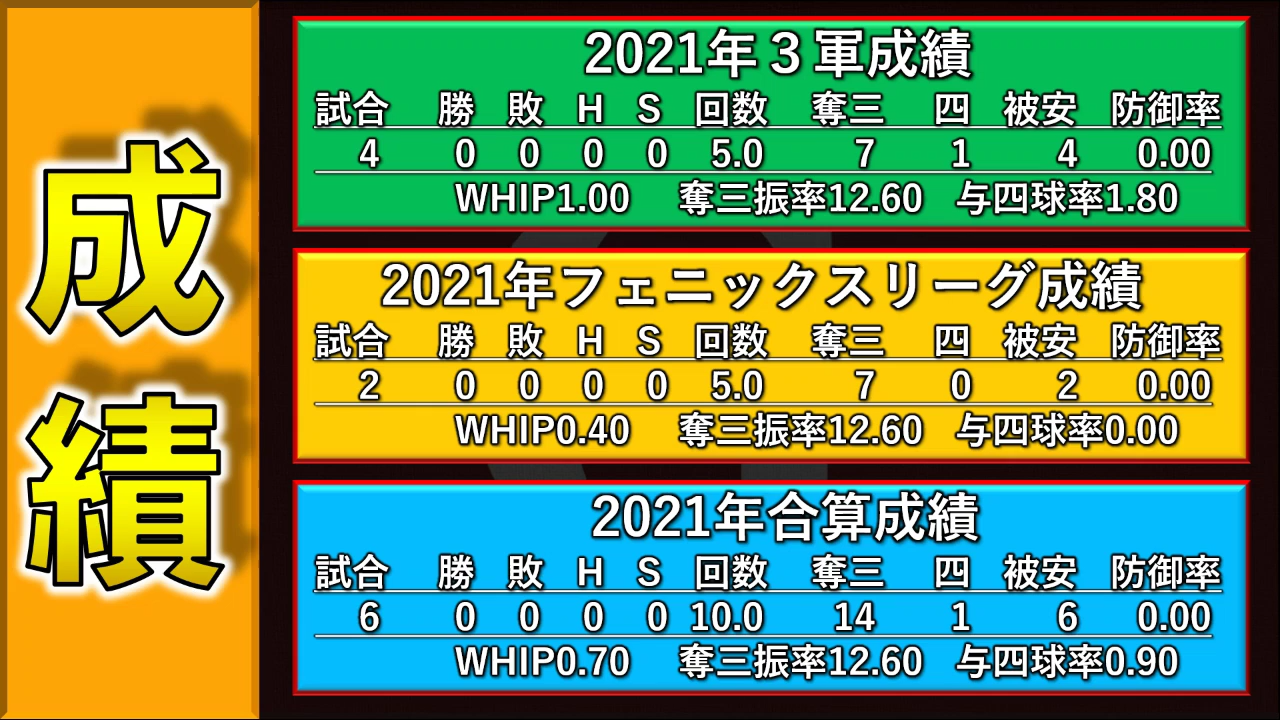 成績
2021年３軍成績
試合 勝 敗 H S 回数 奪三 四 被安 防御率
4 0 0 0 0 5.0 7 1 4 0.00
WHIP1.00 奪三振率12.60 与四球率1.80
2021年フェニックスリーグ成績
試合 勝 敗 H S 回数 奪三 四 被安 防御率
2 0 0 0 0 5.0 7 0 2 0.00
WHIP0.40 奪三振率12.60 与四球率0.00
2021年合算成績
試合 勝 敗 H S 回数 奪三 四 被安 防御率
6 0 0 0 0 10.0 14 1 6 0.00
WHIP0.70 奪三振率12.60 与四球率0.90